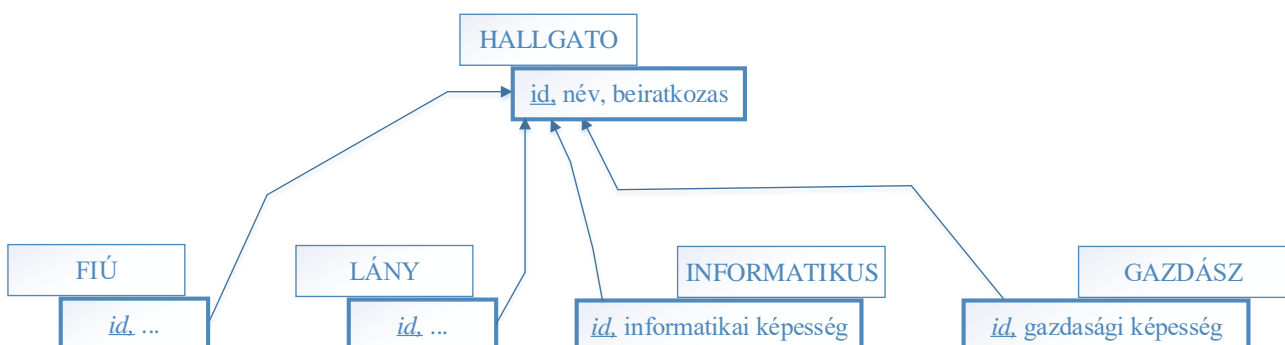 HALLGATO
id, név, beiratkozas
FIÚ
LÁNY
INFORMATIKUS
GAZDÁSZ
id, ...
id, ...
id, informatikai képesség
id, gazdasági képesség